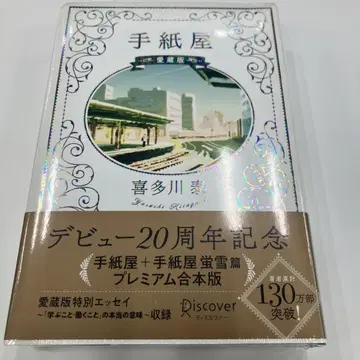 手紙屋
愛蔵版
喜多川 泰
Yasushi Kitagawa
デビュー20周年記念
手紙屋+手紙屋蛍雪篇
プレミアム合本版
愛蔵版特別エッセイ
~「学ぶこと・働くこと」の本当の意味~収録
Discover
ディスカヴァー
著者累計
130万部
突破!